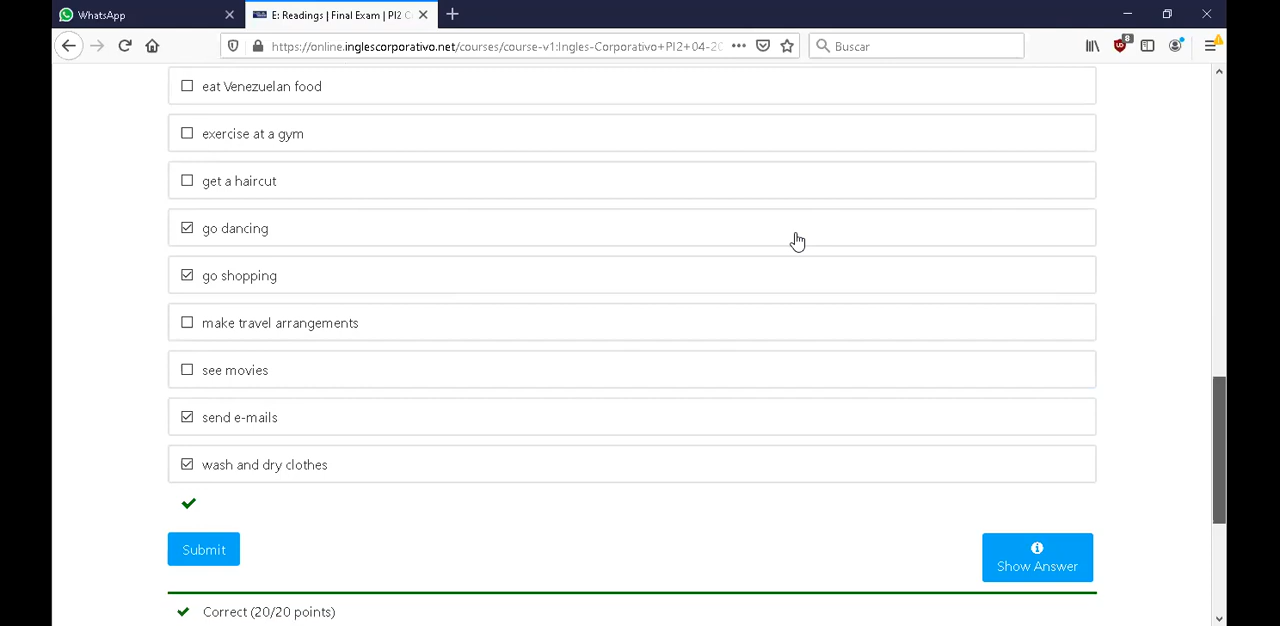 WhatsApp
E: Readings | Final Exam | PI2 C
https://online.inglescorporativo.net/courses/course-v1:Ingles-Corporativo+PI2+04-20
Buscar
8
eat Venezuelan food
exercise at a gym
get a haircut
go dancing
go shopping
make travel arrangements
see movies
send e-mails
wash and dry clothes
Submit
Show Answer
Correct (20/20 points)